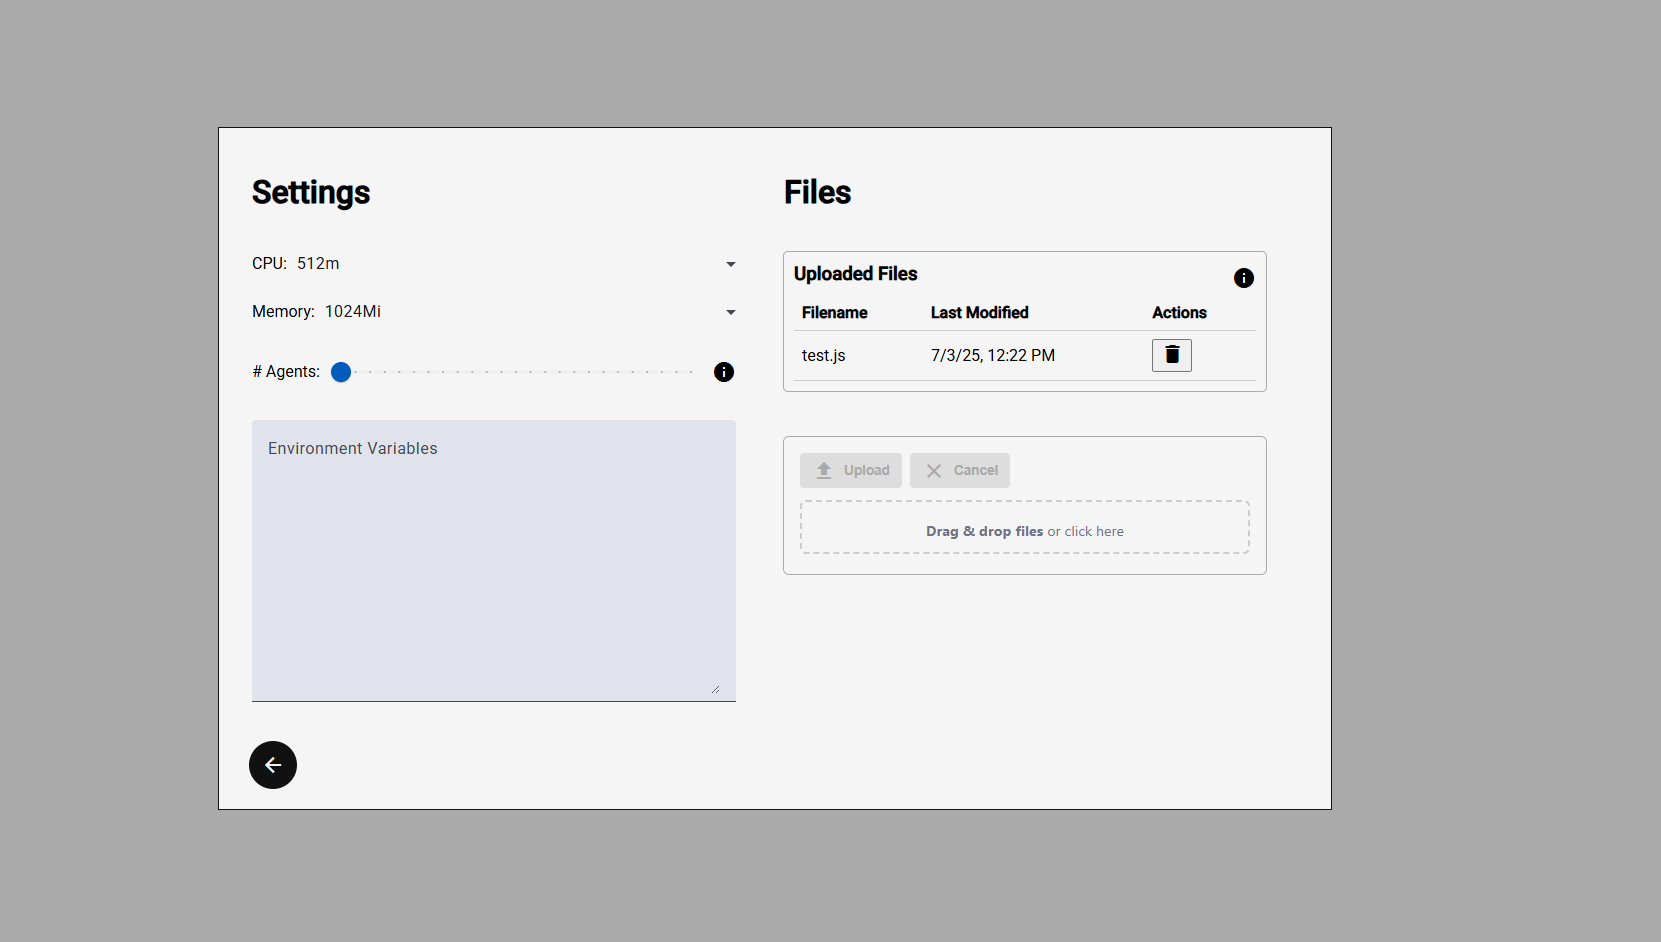 Settings
CPU: 512m
Memory: 1024Mi
# Agents:
Environment Variables
Files
Uploaded Files
Filename Last Modified Actions
test.js 7/3/25, 12:22 PM
Upload Cancel
Drag & drop files or click here